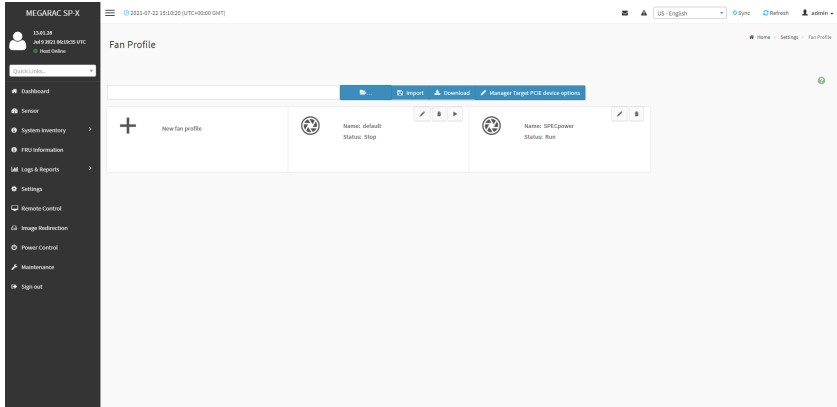 MEGARAC SP-X
2021-07-22 15:10:20 (UTC+00:00 GMT)
US - English
Sync
Refresh
admin
13.01.20
Jul 9 2021 06:19:35 UTC
Host Online
Quick Links...
Dashboard
Sensor
System Inventory
FRU Information
Logs & Reports
Settings
Remote Control
Image Redirection
Power Control
Maintenance
Sign out
Fan Profile
Home > Settings > Fan Profile
...
Import
Download
Manager Target PCIE device options
New fan profile
Name: default
Status: Stop
Name: SPECpower
Status: Run